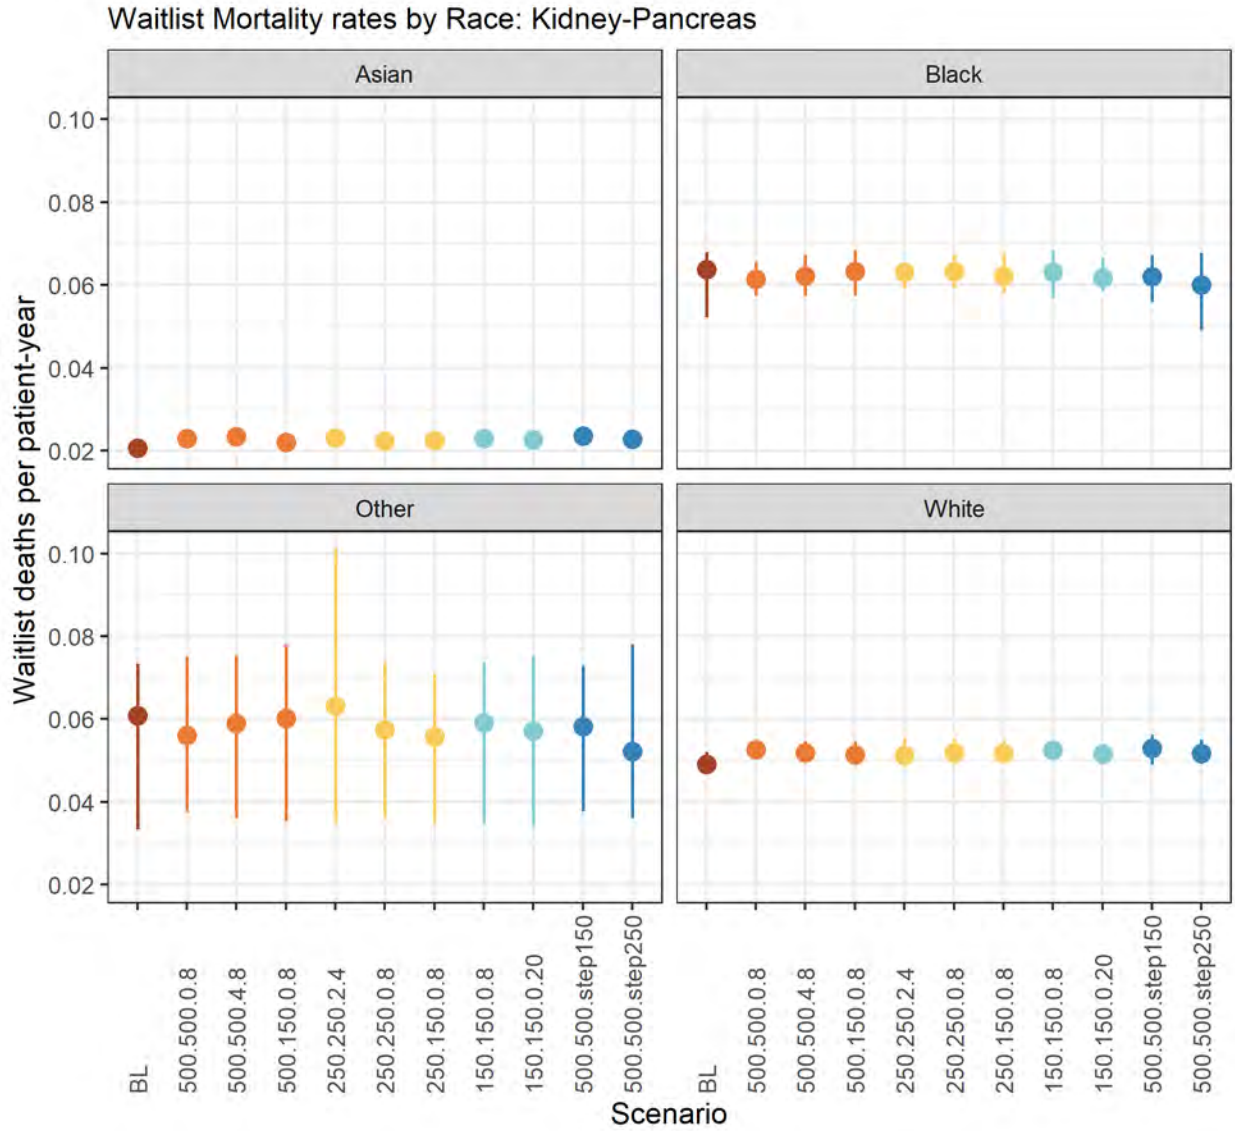 Waitlist Mortality rates by Race: Kidney-Pancreas
Asian
Black
0.10
0.08
0.06
0.04
0.02
Other
White
0.10
0.08
0.06
0.04
0.02
Waitlist deaths per patient-year
BL
500.500.0.8
500.500.4.8
500.150.0.8
250.250.2.4
250.250.0.8
250.150.0.8
150.150.0.8
150.150.0.20
500.500.step150
500.500.step250
BL
500.500.0.8
500.500.4.8
500.150.0.8
250.250.2.4
250.250.0.8
250.150.0.8
150.150.0.8
150.150.0.20
500.500.step150
500.500.step250
Scenario